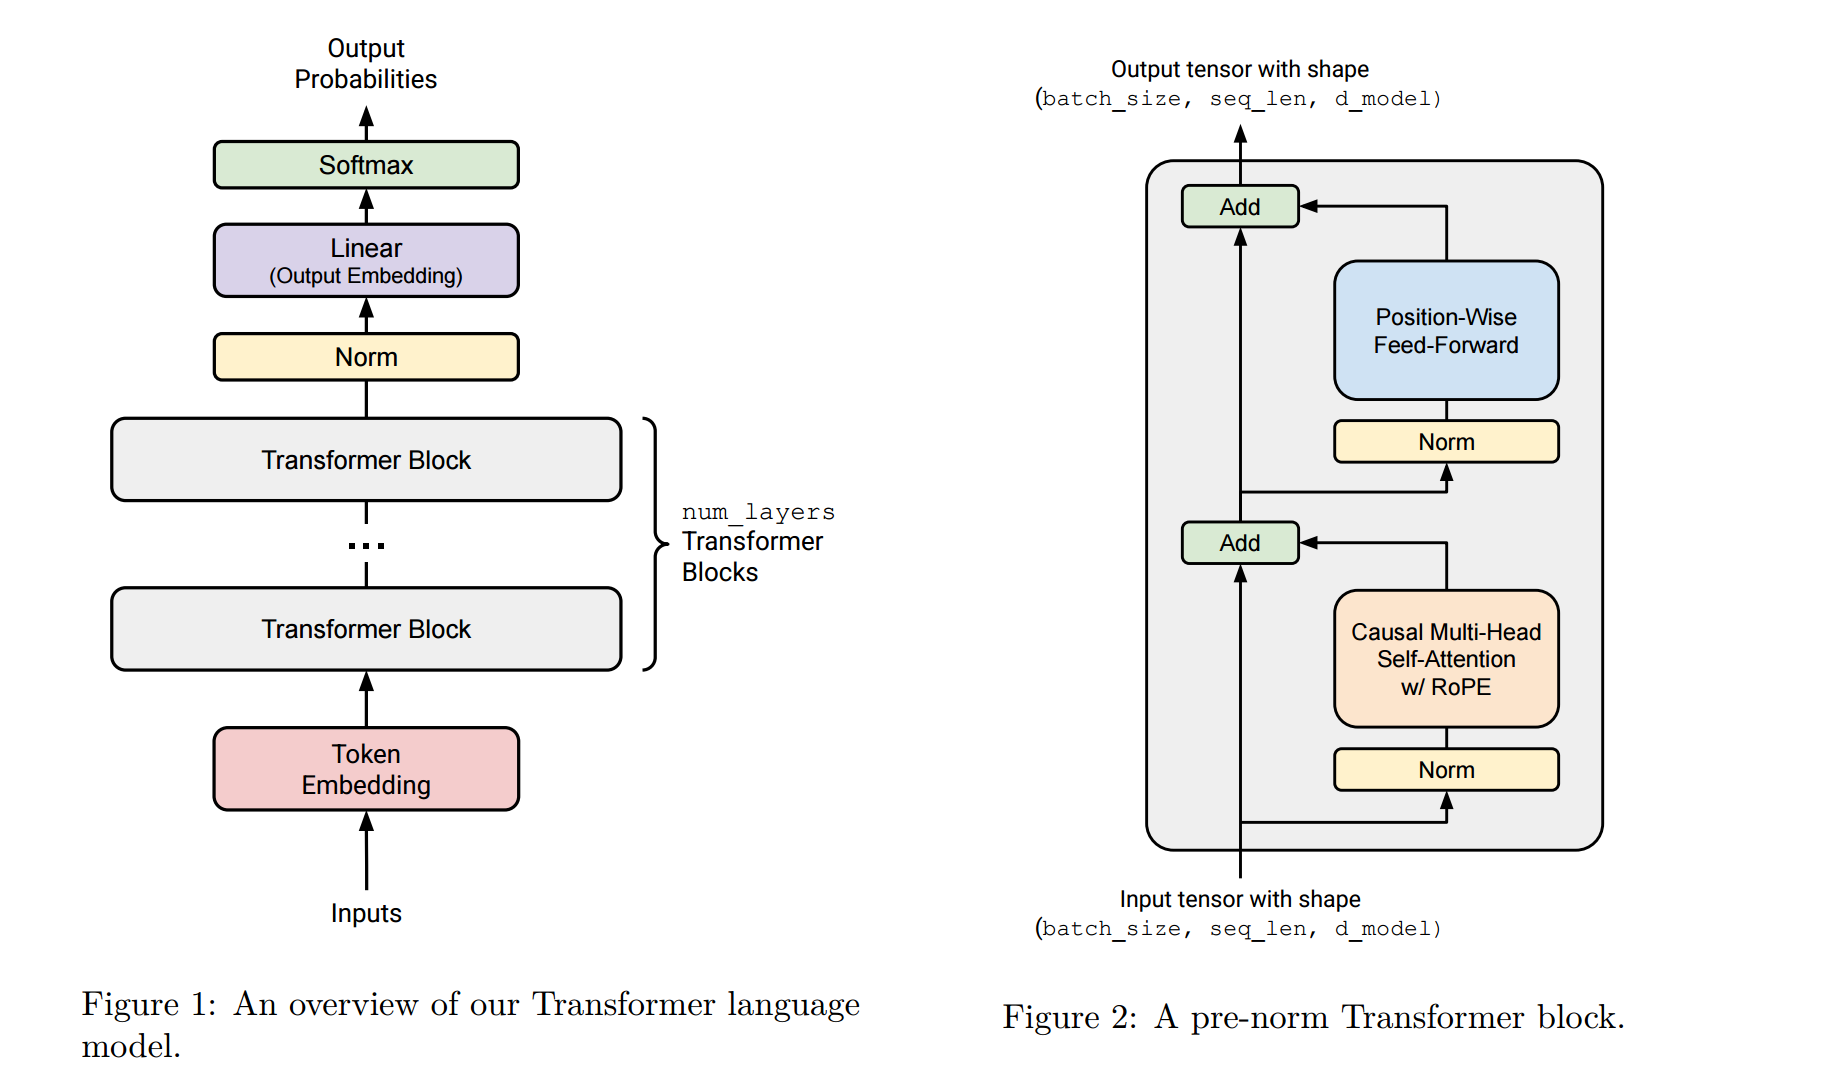 Output
Probabilities
Softmax
Linear
(Output Embedding)
Norm
Transformer Block
...
Transformer Block
num_layers
Transformer
Blocks
Token
Embedding
Inputs
Figure 1: An overview of our Transformer language
model.
Output tensor with shape
(batch_size, seq_len, d_model)
Add
Position-Wise
Feed-Forward
Norm
Add
Causal Multi-Head
Self-Attention
w/ RoPE
Norm
Input tensor with shape
(batch_size, seq_len, d_model)
Figure 2: A pre-norm Transformer block.